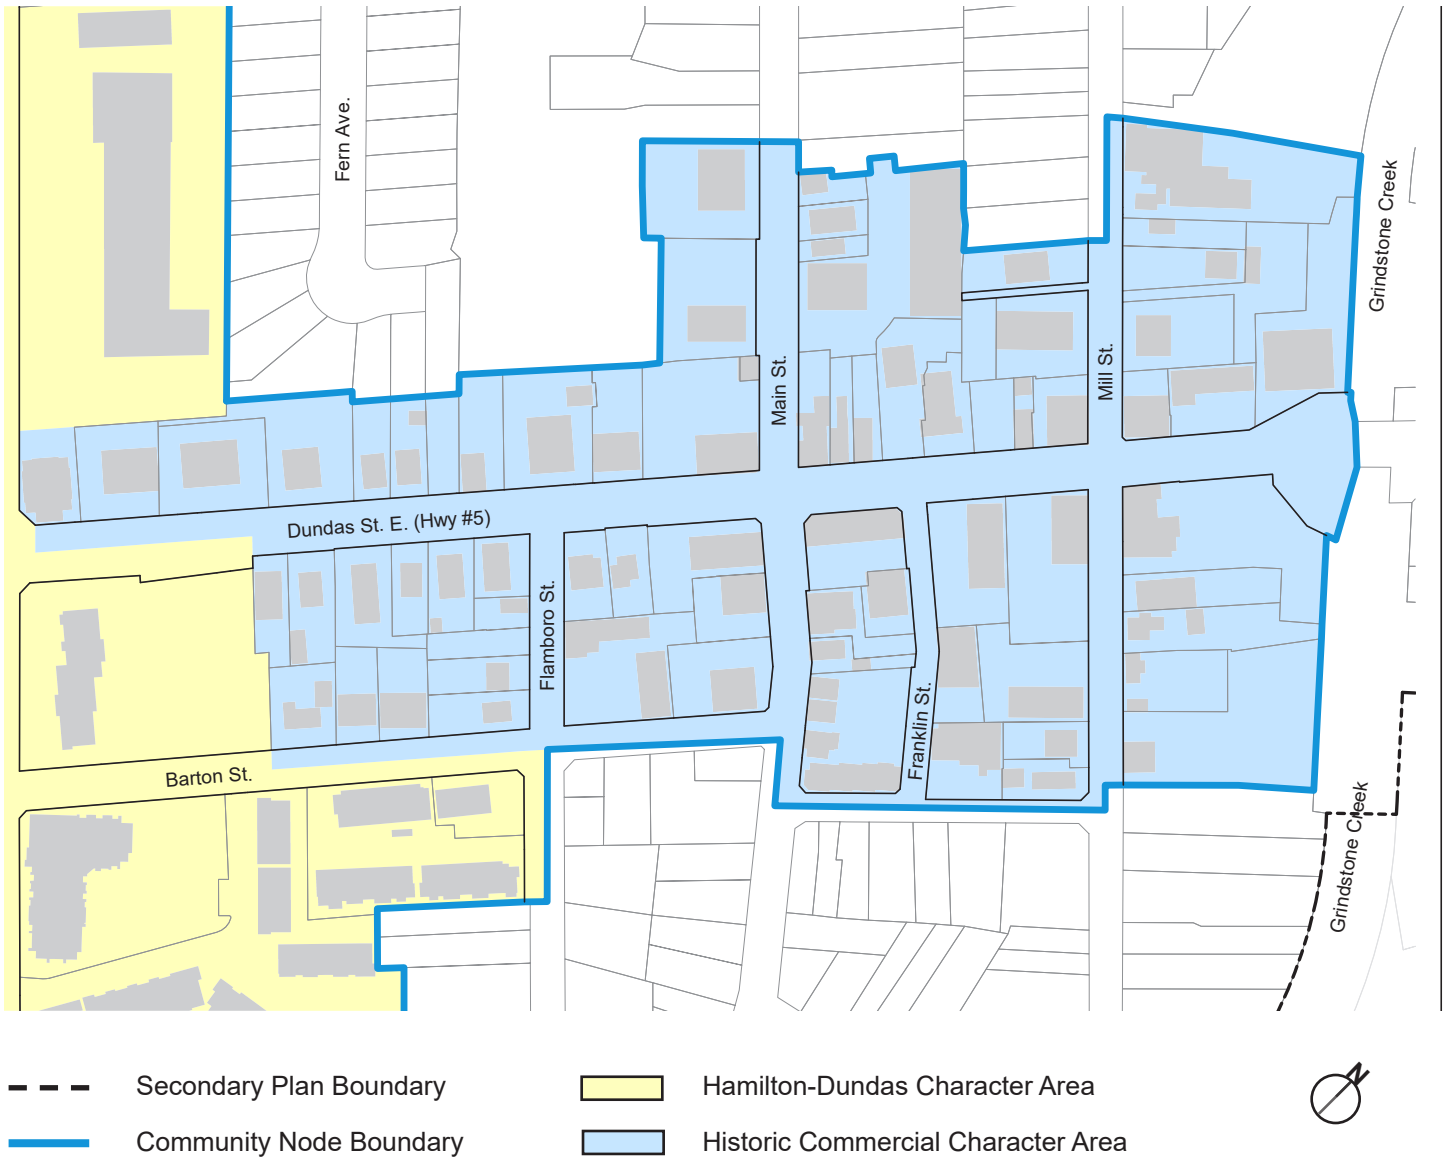 Fern Ave.
Grindstone Creek
Main St.
Mill St.
Dundas St. E. (Hwy #5)
Flamboro St.
Franklin St.
Barton St.
Grindstone Creek
Secondary Plan Boundary
Hamilton-Dundas Character Area
N
Community Node Boundary
Historic Commercial Character Area